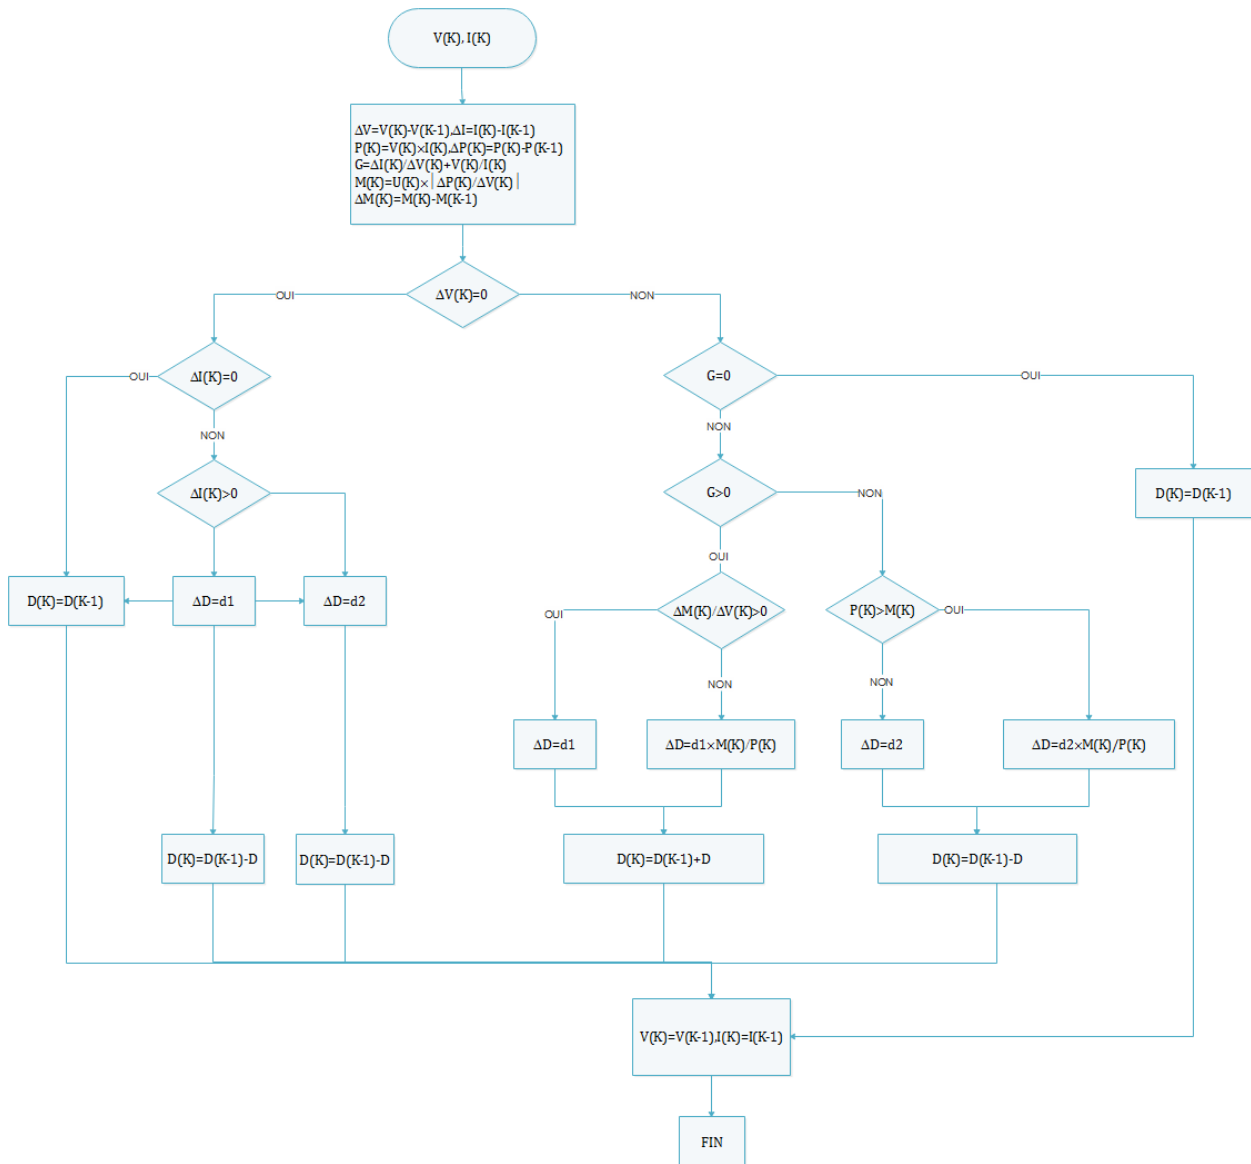 V(K), I(K)
ΔV=V(K)-V(K-1),ΔI=I(K)-I(K-1)
P(K)=V(K)×I(K),ΔP(K)=P(K)-P(K-1)
G=ΔI(K)/ΔV(K)+V(K)/I(K)
M(K)=U(K)×│ΔP(K)/ΔV(K)│
ΔM(K)=M(K)-M(K-1)
ΔV(K)=0
OUI
NON
ΔI(K)=0
OUI
NON
G=0
OUI
NON
ΔI(K)>0
G>0
NON
OUI
D(K)=D(K-1)
D(K)=D(K-1)
ΔD=d1
ΔD=d2
ΔM(K)/ΔV(K)>0
OUI
NON
P(K)>M(K)
OUI
NON
ΔD=d1
ΔD=d1×M(K)/P(K)
ΔD=d2
ΔD=d2×M(K)/P(K)
D(K)=D(K-1)-D
D(K)=D(K-1)-D
D(K)=D(K-1)+D
D(K)=D(K-1)-D
V(K)=V(K-1),I(K)=I(K-1)
FIN